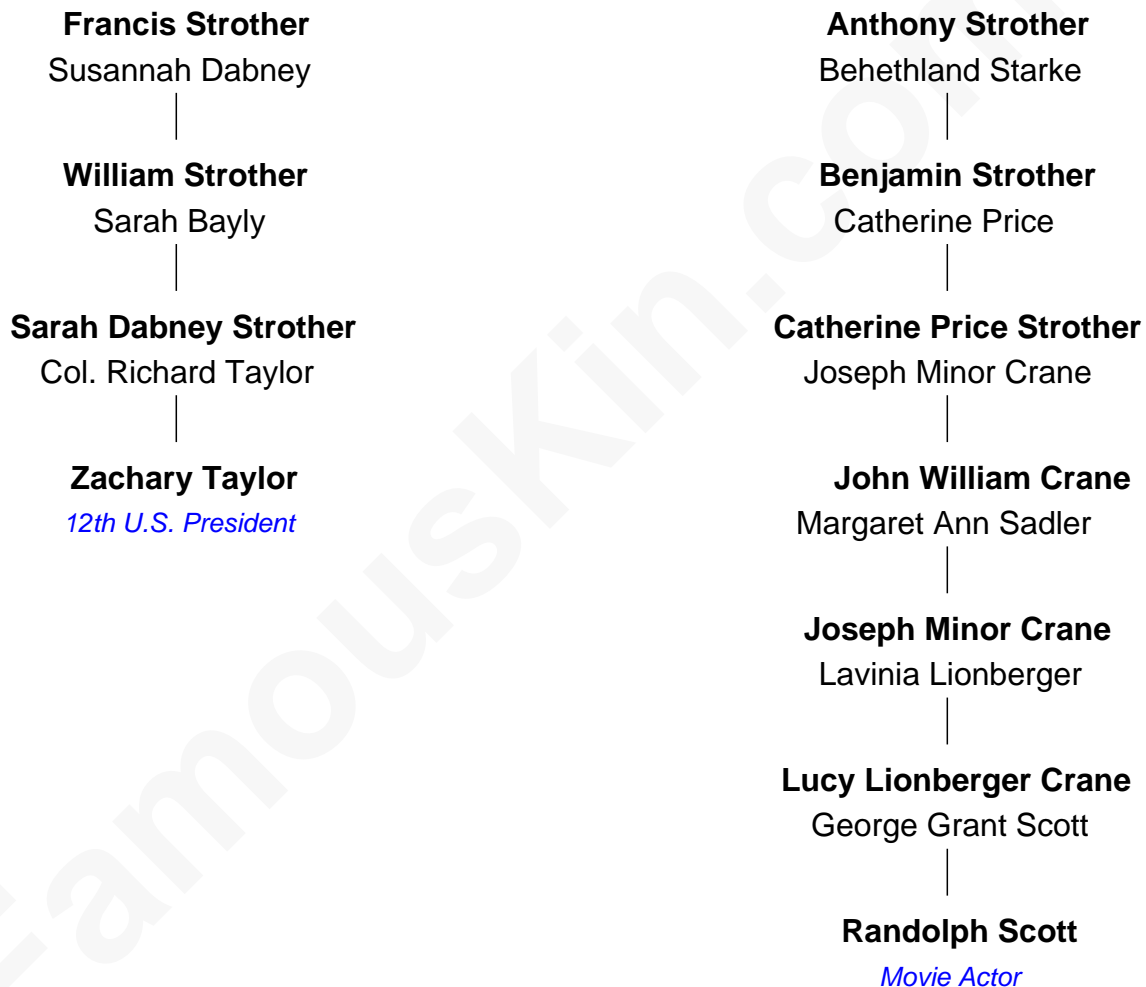 Francis Strother
Susannah Dabney
William Strother
Sarah Bayly
Sarah Dabney Strother
Col. Richard Taylor
Zachary Taylor
12th U.S. President
Anthony Strother
Behethland Starke
Benjamin Strother
Catherine Price
Catherine Price Strother
Joseph Minor Crane
John William Crane
Margaret Ann Sadler
Joseph Minor Crane
Lavinia Lionberger
Lucy Lionberger Crane
George Grant Scott
Randolph Scott
Movie Actor
FamousKin.com